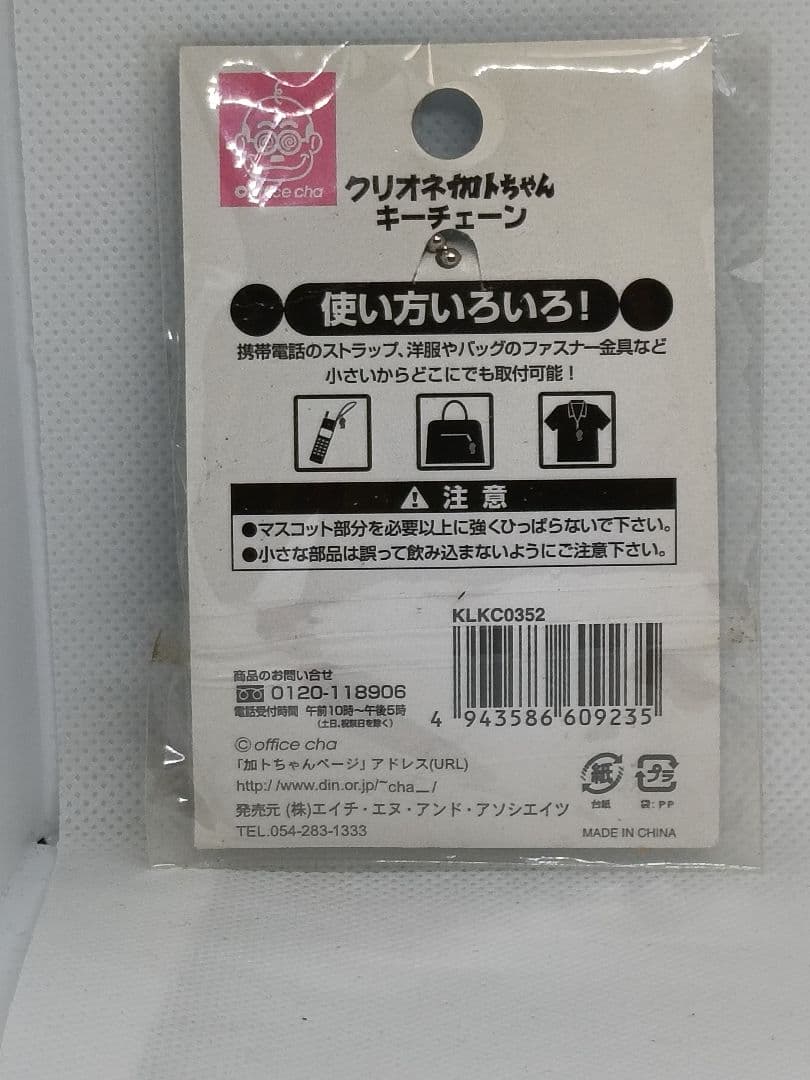 ©office cha
クリオネ加トちゃん
キーチェーン
使い方いろいろ!
携帯電話のストラップ、洋服やバッグのファスナー金具など
小さいからどこにでも取付可能!
注意
●マスコット部分を必要以上に強くひっぱらないで下さい。
●小さな部品は誤って飲み込まないようにご注意下さい。
KLKC0352
4 943586 609235
商品のお問い合せ
0120-118906
電話受付時間 午前10時~午後5時
(土日、祝祭日を除く)
©office cha
「加トちゃんページ」アドレス(URL)
http://www.din.or.jp/~cha_/
発売元 (株)エイチ・エヌ・アンド・アソシエイツ
TEL.054-283-1333
紙
台紙
プラ
袋:PP
MADE IN CHINA